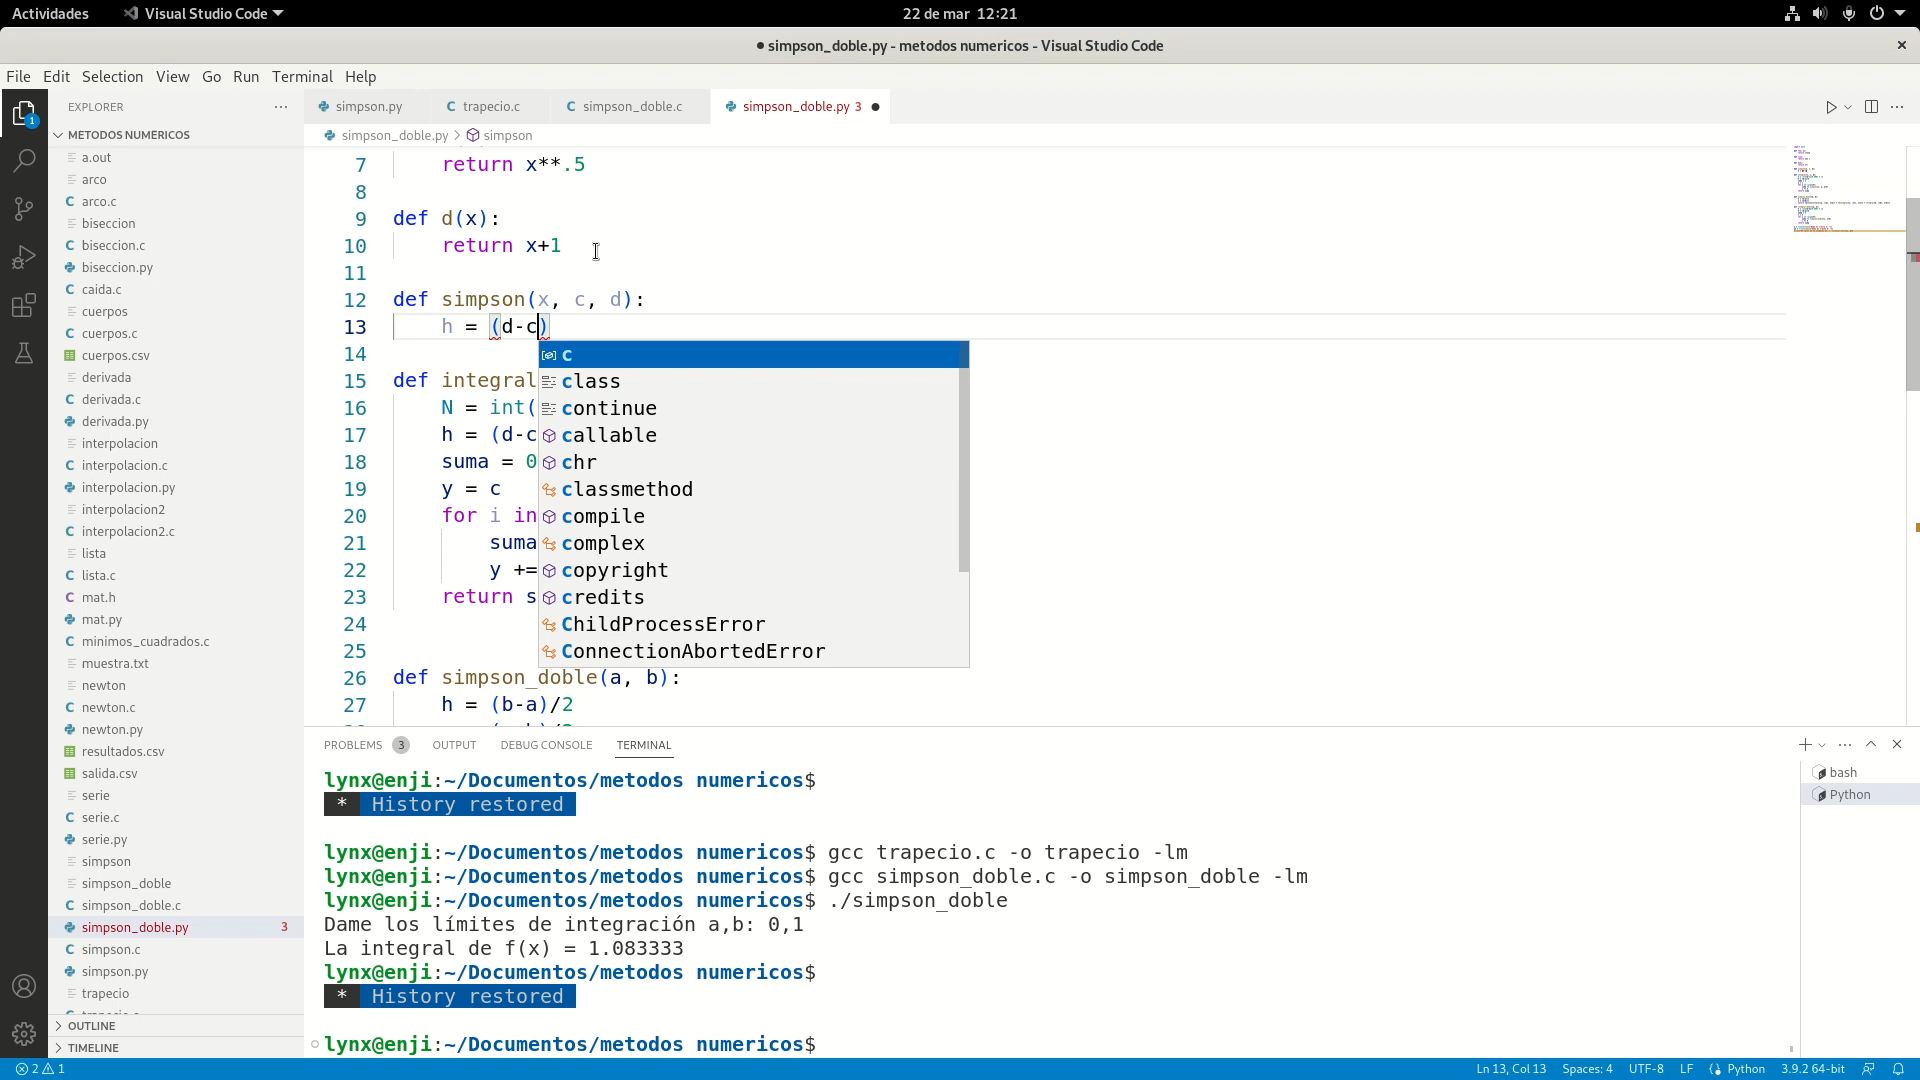 Actividades
Visual Studio Code
22 de mar 12:21
● simpson_doble.py - metodos numericos - Visual Studio Code
File Edit Selection View Go Run Terminal Help
EXPLORER
METODOS NUMERICOS
a.out
arco
arco.c
biseccion
biseccion.c
biseccion.py
caida.c
cuerpos
cuerpos.c
cuerpos.csv
derivada
derivada.c
derivada.py
interpolacion
interpolacion.c
interpolacion.py
interpolacion2
interpolacion2.c
lista
lista.c
mat.h
mat.py
minimos_cuadrados.c
muestra.txt
newton
newton.c
newton.py
resultados.csv
salida.csv
serie
serie.c
serie.py
simpson
simpson_doble
simpson_doble.c
simpson_doble.py 3
simpson.c
simpson.py
trapecio
OUTLINE
TIMELINE
1
simpson.py
trapecio.c
simpson_doble.c
simpson_doble.py 3
simpson_doble.py > simpson
7 return x**.5
8
9 def d(x):
10 return x+1
11
12 def simpson(x, c, d):
13 h = (d-c)
14
15 def integral
16 N = int(
17 h = (d-c
18 suma = 0
19 y = c
20 for i in
21 suma
22 y +=
23 return s
24
25
26 def simpson_doble(a, b):
27 h = (b-a)/2
c
class
continue
callable
chr
classmethod
compile
complex
copyright
credits
ChildProcessError
ConnectionAbortedError
PROBLEMS 3 OUTPUT DEBUG CONSOLE TERMINAL
lynx@enji:~/Documentos/metodos numericos$
* History restored
lynx@enji:~/Documentos/metodos numericos$ gcc trapecio.c -o trapecio -lm
lynx@enji:~/Documentos/metodos numericos$ gcc simpson_doble.c -o simpson_doble -lm
lynx@enji:~/Documentos/metodos numericos$ ./simpson_doble
Dame los límites de integración a,b: 0,1
La integral de f(x) = 1.083333
lynx@enji:~/Documentos/metodos numericos$
* History restored
lynx@enji:~/Documentos/metodos numericos$
bash
Python
2 1
Ln 13, Col 13 Spaces: 4 UTF-8 LF Python 3.9.2 64-bit